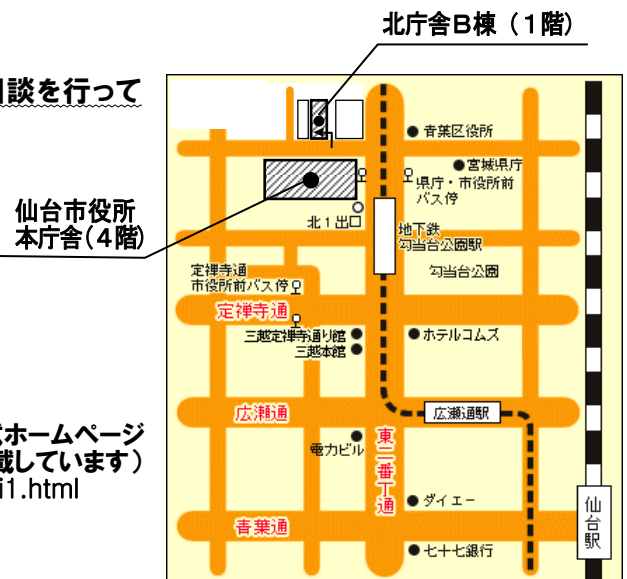 北庁舎B棟（1階）
相談を行って
青葉区役所
宮城県庁
県庁・市役所前
バス停
仙台市役所
本庁舎(4階)
北1出口
地下鉄
勾当台公園駅
勾当台公園
定禅寺通
市役所前バス停
定禅寺通
三越定禅寺通り館
三越本館
ホテルコムズ
広瀬通
広瀬通駅
ホームページ
載しています）
i1.html
電力ビル
東二番丁通
ダイエー
仙台駅
青葉通
七十七銀行